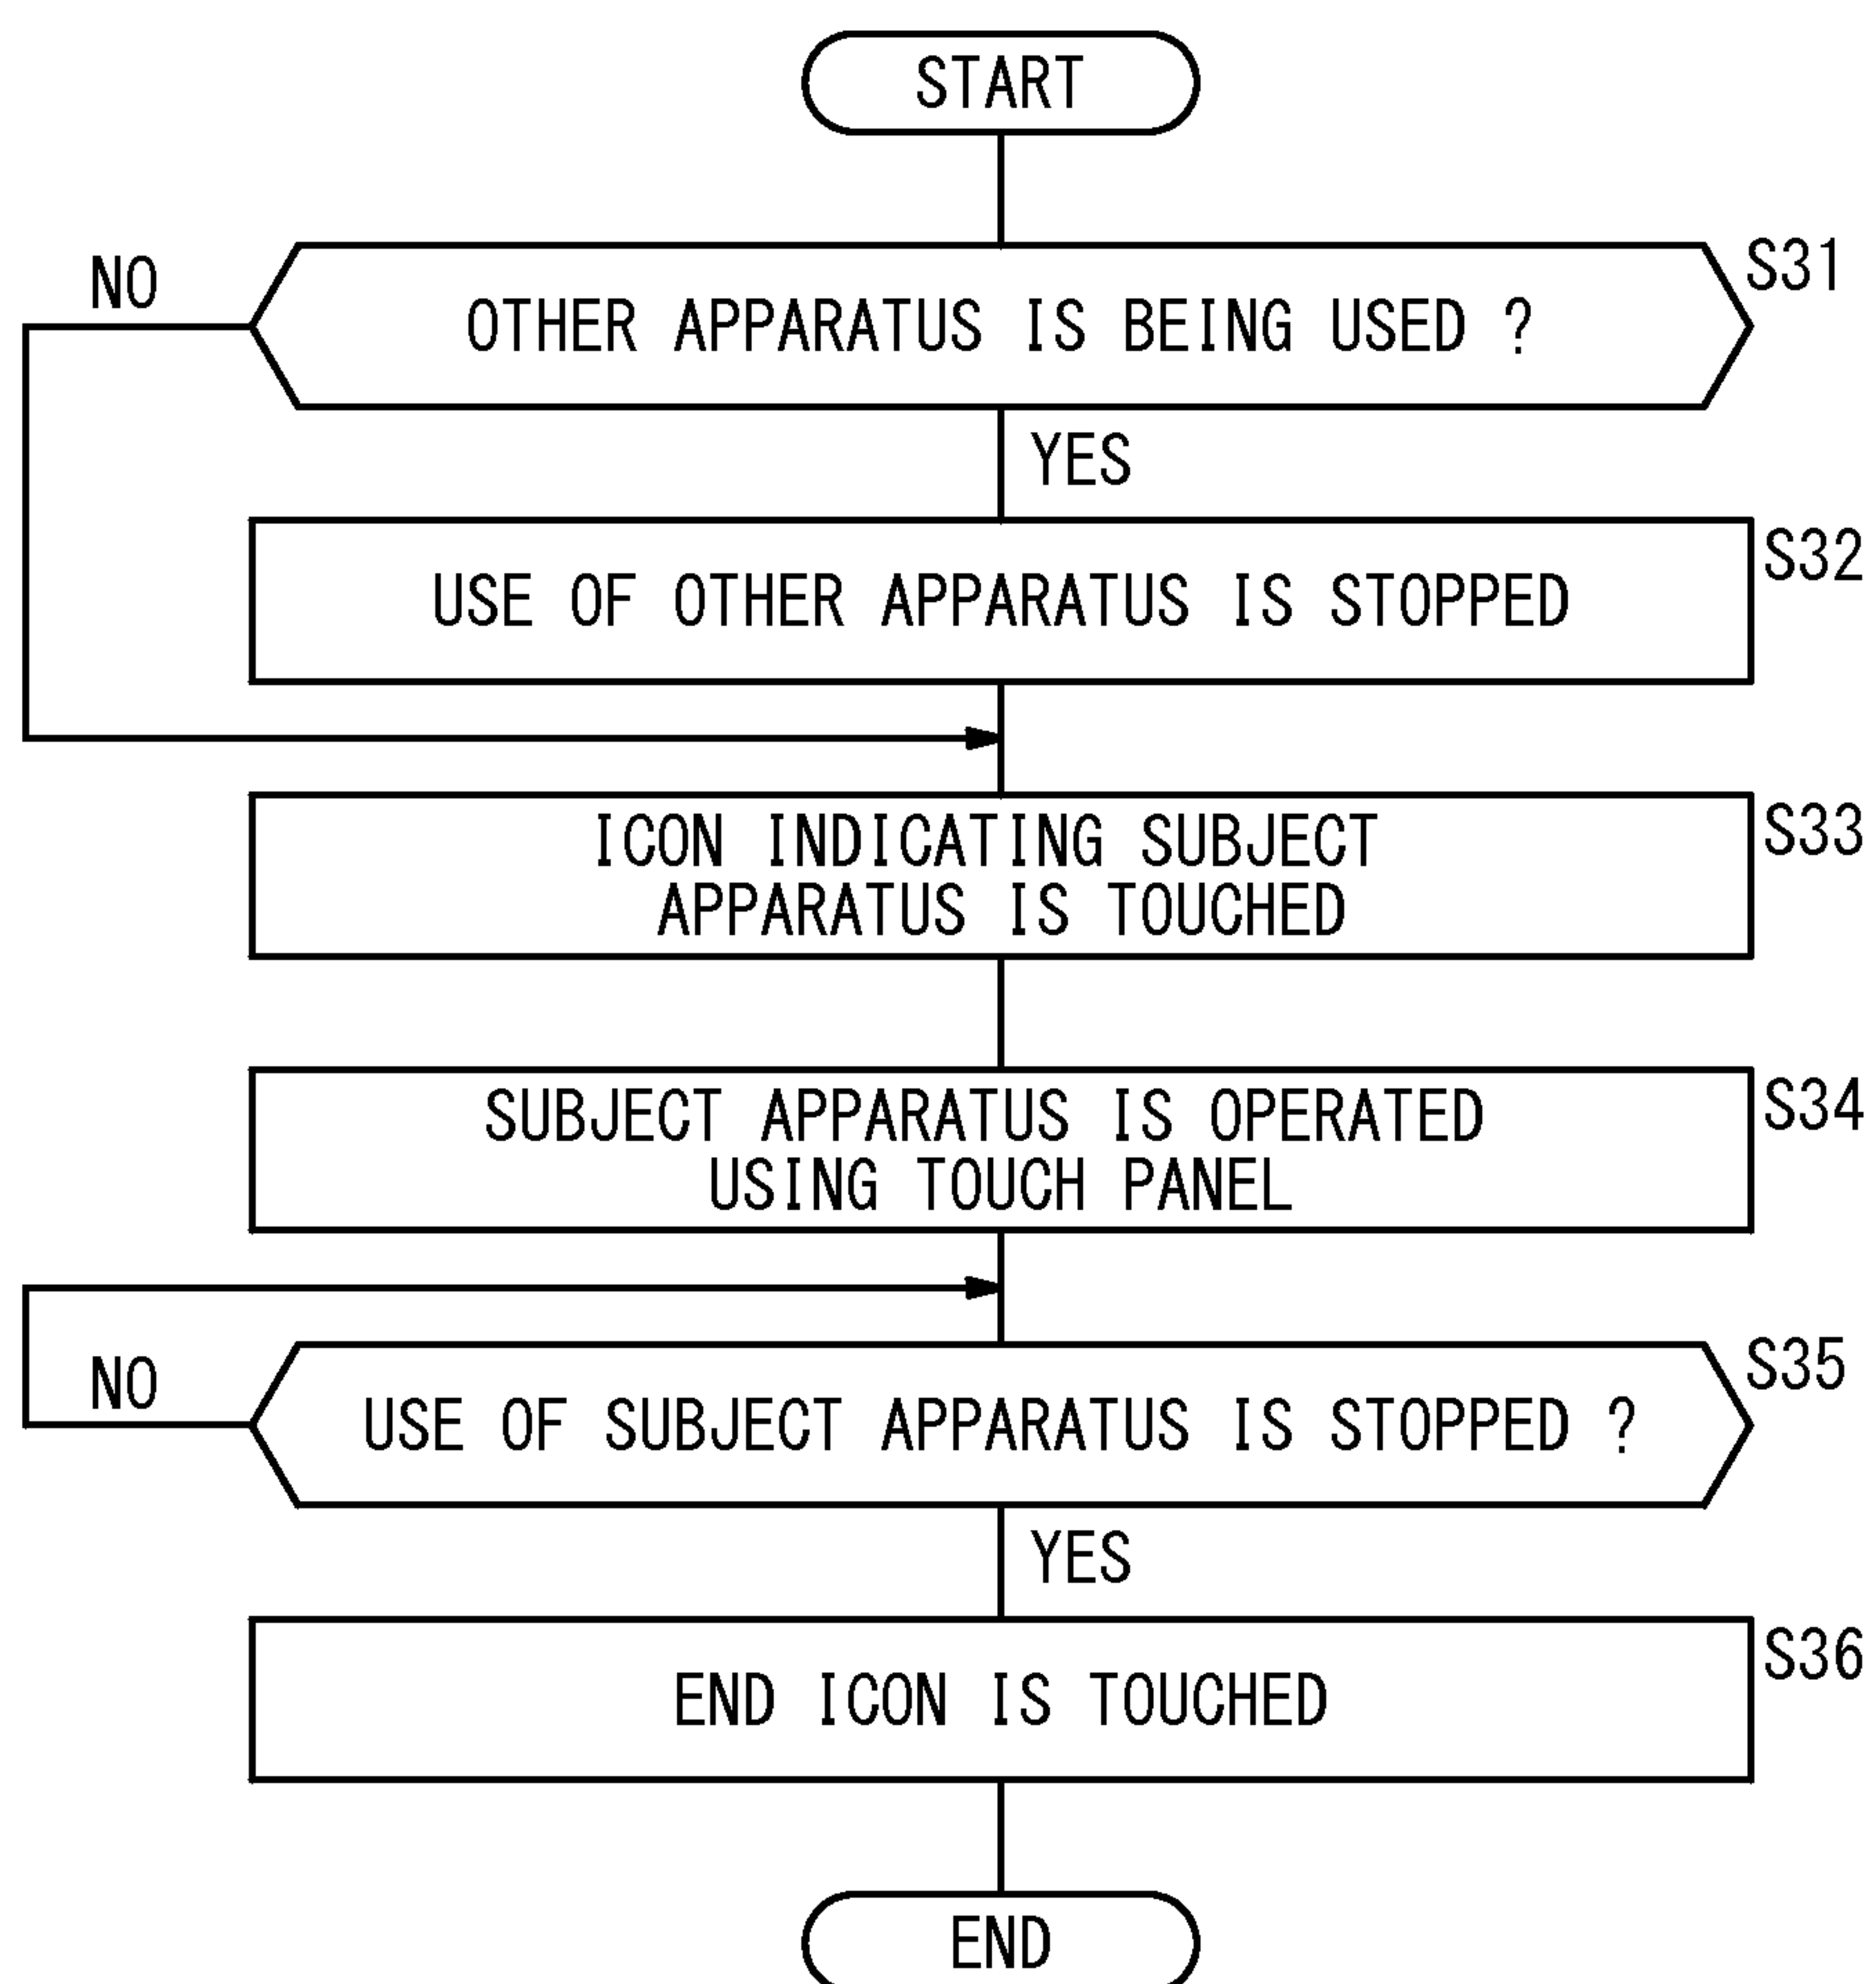 START
S31
NO
OTHER APPARATUS IS BEING USED ?
YES
S32
USE OF OTHER APPARATUS IS STOPPED
S33
ICON INDICATING SUBJECT
APPARATUS IS TOUCHED
S34
SUBJECT APPARATUS IS OPERATED
USING TOUCH PANEL
S35
NO
USE OF SUBJECT APPARATUS IS STOPPED ?
YES
S36
END ICON IS TOUCHED
END